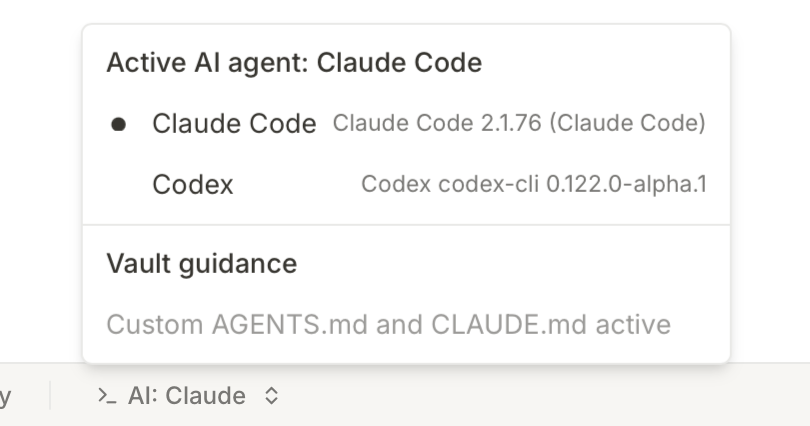 Active AI agent: Claude Code
Claude Code Claude Code 2.1.76 (Claude Code)
Codex Codex codex-cli 0.122.0-alpha.1
Vault guidance
Custom AGENTS.md and CLAUDE.md active
y >_ AI: Claude